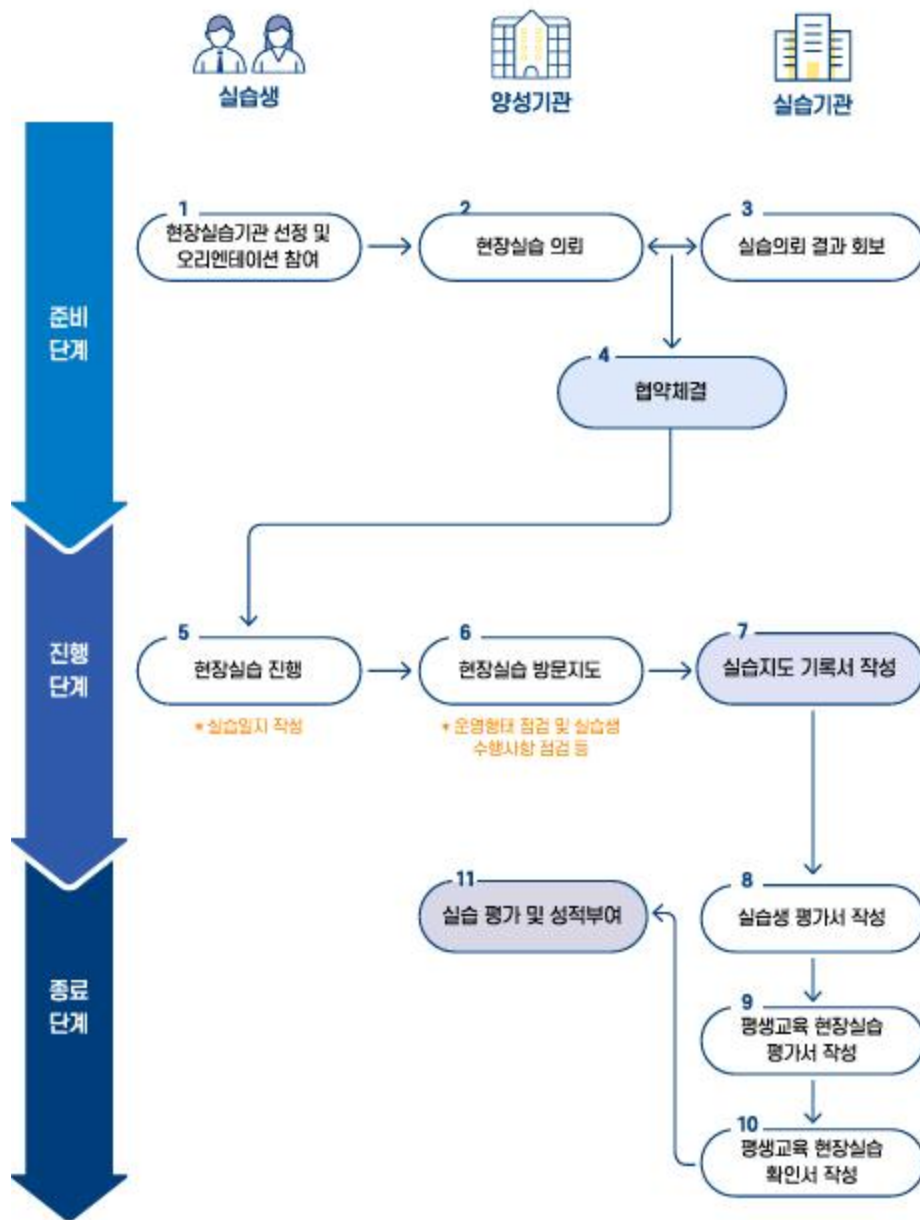 실습생
양성기관
실습기관
준비
단계
1
현장실습기관 선정 및
오리엔테이션 참여
2
현장실습 의뢰
3
실습의뢰 결과 회보
4
협약체결
진행
단계
5
현장실습 진행
* 실습일지 작성
6
현장실습 방문지도
* 운영형태 점검 및 실습생
수행사항 점검 등
7
실습지도 기록서 작성
종료
단계
8
실습생 평가서 작성
9
평생교육 현장실습
평가서 작성
10
평생교육 현장실습
확인서 작성
11
실습 평가 및 성적부여